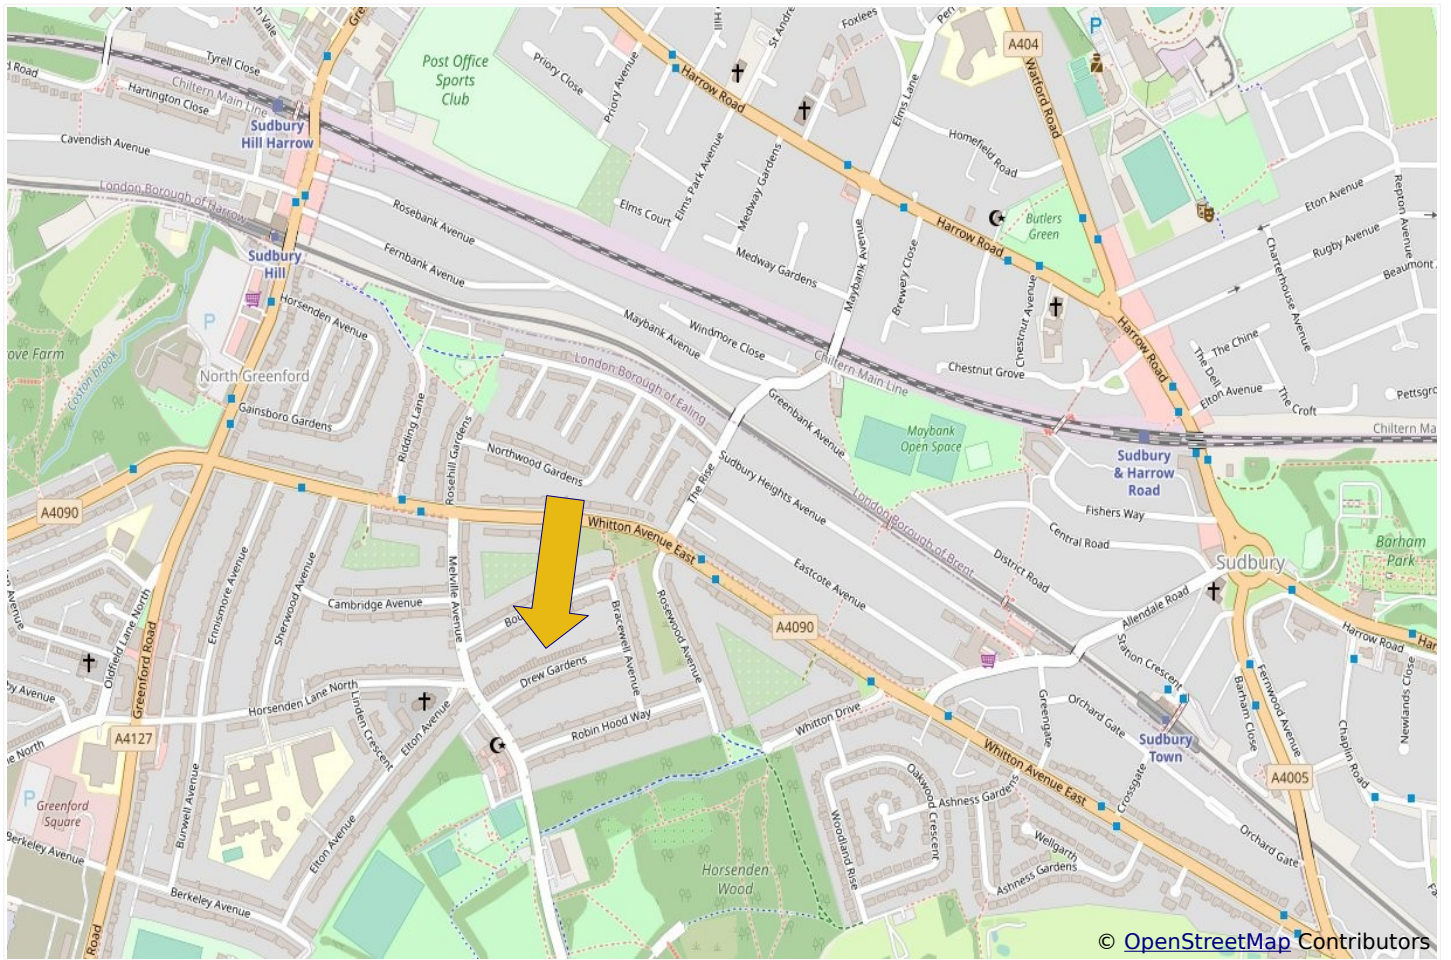 Tyrell Close
Hartington Close
Chiltern Main Line
Sudbury
Hill Harrow
Cavendish Avenue
London Borough of Harrow
Post Office
Sports
Club
Priory Close
Priory Avenue
Harrow Road
Foxlees
Elms Lane
A404
Watford Road
P
Homefield Road
Elms Court
Elms Park Avenue
Medway Gardens
Medway Gardens
Maybank Avenue
Brewery Close
Harrow Road
Butlers
Green
Eton Avenue
Repton Avenue
Rugby Avenue
Charterhouse Avenue
Beaumont
Rosebank Avenue
Fernbank Avenue
Sudbury
Hill
Horsenden Avenue
P
Coston brook
ove Farm
North Greenford
Gainsboro Gardens
Ridding Lane
Rosehill Gardens
Maybank Avenue
Windmore Close
Chiltern Main Line
Chestnut Avenue
Chestnut Grove
Harrow Road
The Chine
The Dell
Elton Avenue
The Croft
Pettsgro
Chiltern Ma
London Borough of Ealing
Greenbank Avenue
Maybank
Open Space
Sudbury
& Harrow
Road
Northwood Gardens
The Rise
Sudbury Heights Avenue
London Borough of Brent
Fishers Way
Central Road
District Road
Sudbury
Barham
Park
A4090
Whitton Avenue East
Eastcote Avenue
A4090
Allendale Road
Harrow Road
Har
Ennismore Avenue
Sherwood Avenue
Cambridge Avenue
Melville Avenue
Bou
Bracewell Avenue
Rosewood Avenue
Drew Gardens
Robin Hood Way
Oldfield Lane North
Greenford Road
Horsenden Lane North
Linden Crescent
Elton Avenue
Whitton Drive
Station Crescent
Greengate
Orchard Gate
Sudbury
Town
Fernwood Avenue
Barham Close
Chaplin Road
Newlands Close
A4127
A4005
P
Greenford
Square
Burwell Avenue
Elton Avenue
Whitton Avenue East
Crossgate
Oakwood Crescent
Ashness Gardens
Woodland Rise
Wellgarth
Ashness Gardens
Orchard Gate
Berkeley Avenue
Berkeley Avenue
Horsenden
Wood
Road
© OpenStreetMap Contributors